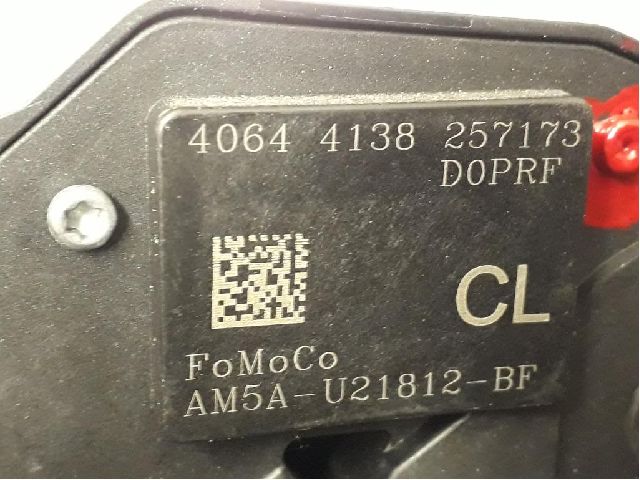 4064 4138 257173
D0PRF
CL
FoMoCo
AM5A-U21812-BF